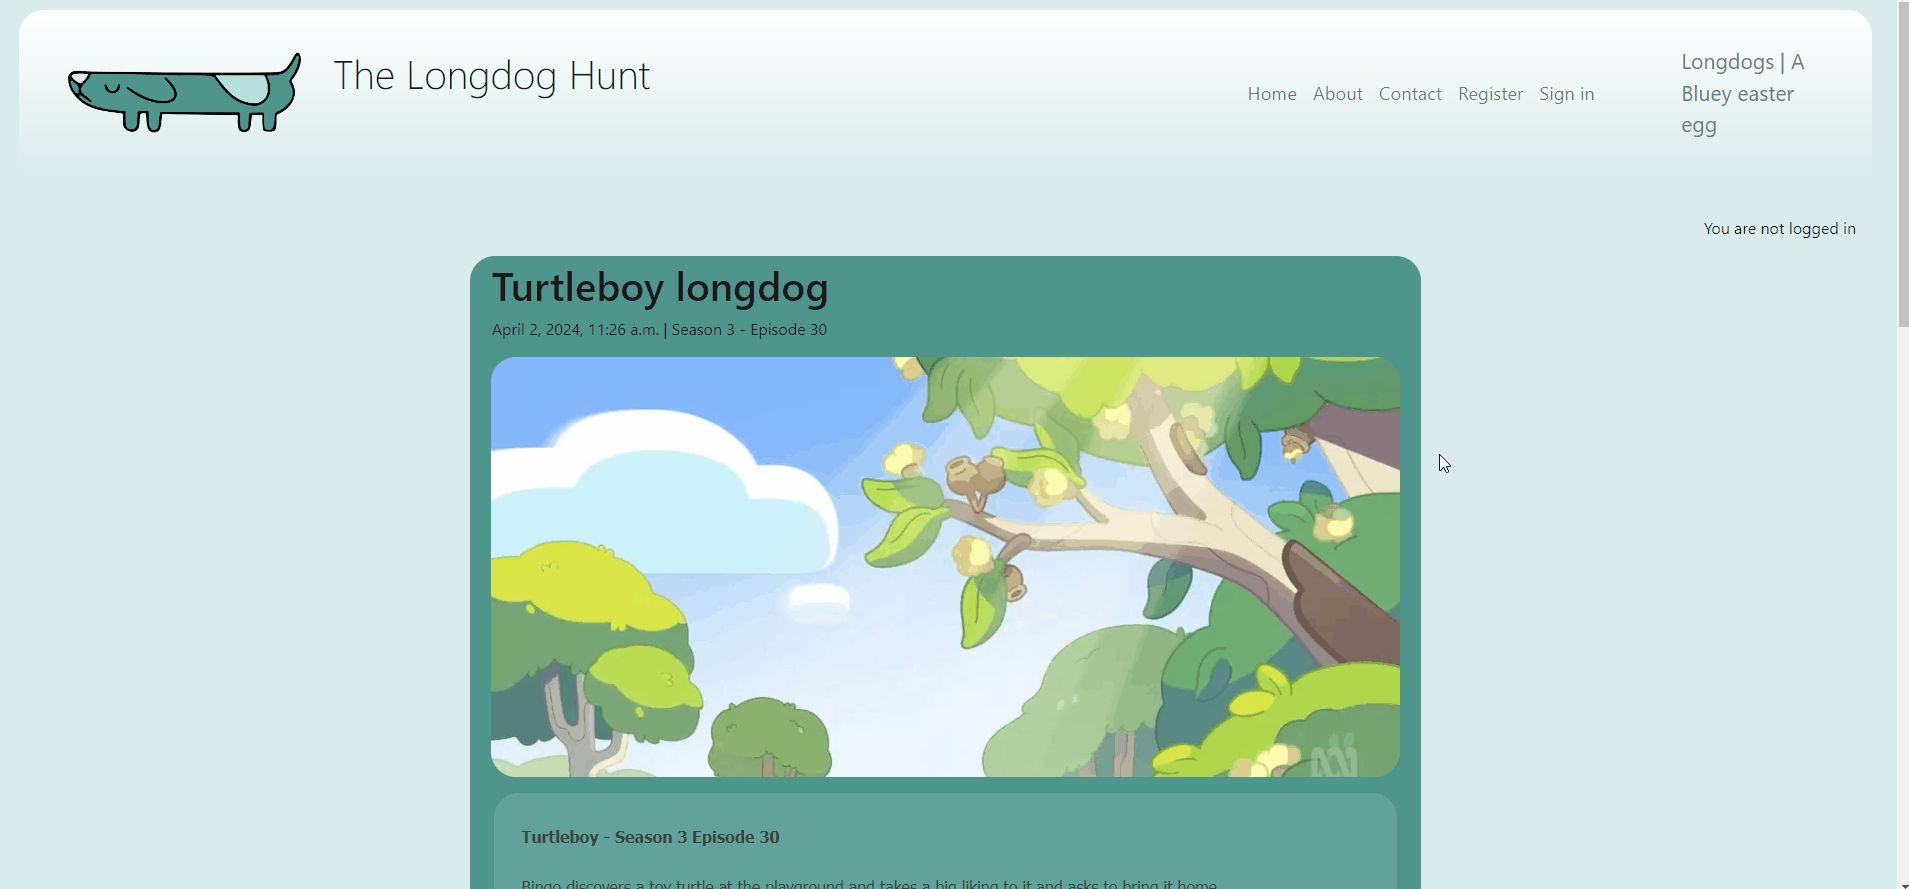 The Longdog Hunt
Home About Contact Register Sign in
Longdogs | A
Bluey easter
egg
You are not logged in
Turtleboy longdog
April 2, 2024, 11:26 a.m. | Season 3 - Episode 30
Turtleboy - Season 3 Episode 30
Bingo discovers a toy turtle at the playground and takes a big liking to it and asks to bring it home.